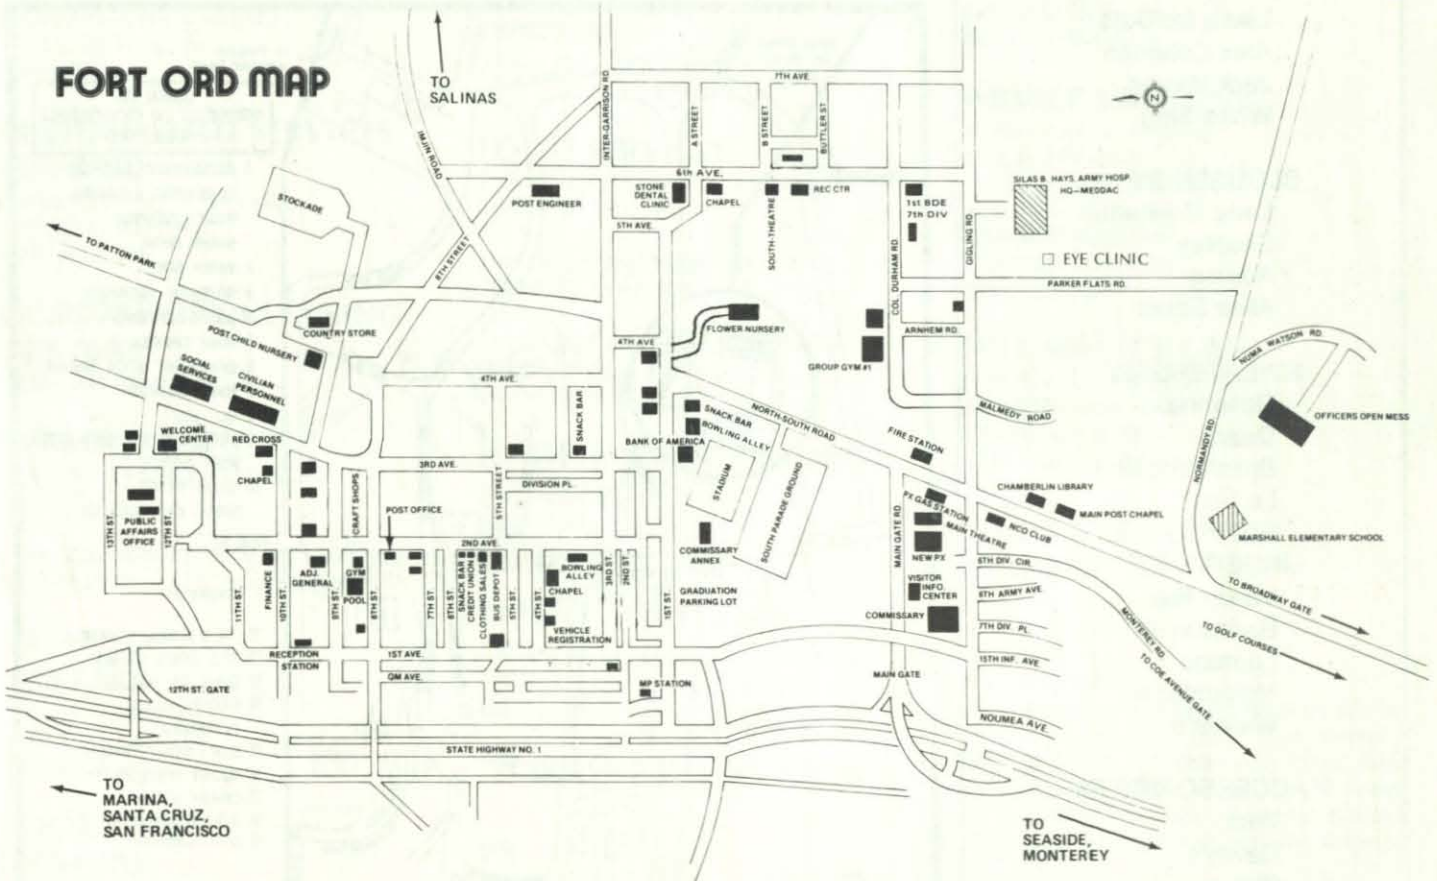 FORT ORD MAP
TO
SALINAS
IMJIN ROAD
INTER-GARRISON RD
7TH AVE.
A STREET
B STREET
BUTTLER ST
N
6th AVE.
STOCKADE
POST ENGINEER
STONE
DENTAL
CLINIC
CHAPEL
SOUTH-THEATRE
REC CTR
1st BDE
7th DIV
GIGLING RD
SILAS B. HAYS, ARMY HOSP.
HQ-MEDDAC
TO PATTON PARK
8TH STREET
5TH AVE.
COL. DURHAM RD.
EYE CLINIC
PARKER FLATS RD.
COUNTRY STORE
FLOWER NURSERY
ARNHEM RD.
POST CHILD NURSERY
4TH AVE
NUMA WATSON RD.
SOCIAL
SERVICES
CIVILIAN
PERSONNEL
4TH AVE.
GROUP GYM #1
SNACK BAR
SNACK BAR
BOWLING ALLEY
NORTH-SOUTH ROAD
MALMEDY ROAD
OFFICERS OPEN MESS
WELCOME
CENTER
RED CROSS
BANK OF AMERICA
FIRE STATION
NORMANDY RD
CHAPEL
3RD AVE.
STADIUM
SOUTH PARADE GROUND
CRAFT SHOPS
5TH STREET
DIVISION PL.
CHAMBERLIN LIBRARY
13TH ST.
PUBLIC
AFFAIRS
OFFICE
12TH ST.
POST OFFICE
PX GAS STATION
MAIN POST CHAPEL
MAIN GATE RD.
MAIN THEATRE
NCO CLUB
MARSHALL ELEMENTARY SCHOOL
2ND AVE.
COMMISSARY
ANNEX
NEW PX
6TH DIV. CIR.
11TH ST.
FINANCE
10TH ST.
ADJ.
GENERAL
9TH ST.
GYM
POOL
8TH ST.
7TH ST.
6TH ST.
SNACK BAR
CREDIT UNION
CLOTHING SALES
BUS DEPOT
5TH ST.
4TH ST.
BOWLING
ALLEY
CHAPEL
3RD ST.
2ND ST.
1ST ST.
GRADUATION
PARKING LOT
VISITOR
INFO.
CENTER
COMMISSARY
6TH ARMY AVE.
TO BROADWAY GATE
VEHICLE
REGISTRATION
7TH DIV. PL.
MONTEREY RD.
TO GOLF COURSES
RECEPTION
STATION
1ST AVE.
15TH INF. AVE.
TO COE AVENUE GATE
QM AVE.
MP STATION
MAIN GATE
12TH ST. GATE
NOUMEA AVE.
STATE HIGHWAY NO. 1
TO
MARINA,
SANTA CRUZ,
SAN FRANCISCO
TO
SEASIDE,
MONTEREY